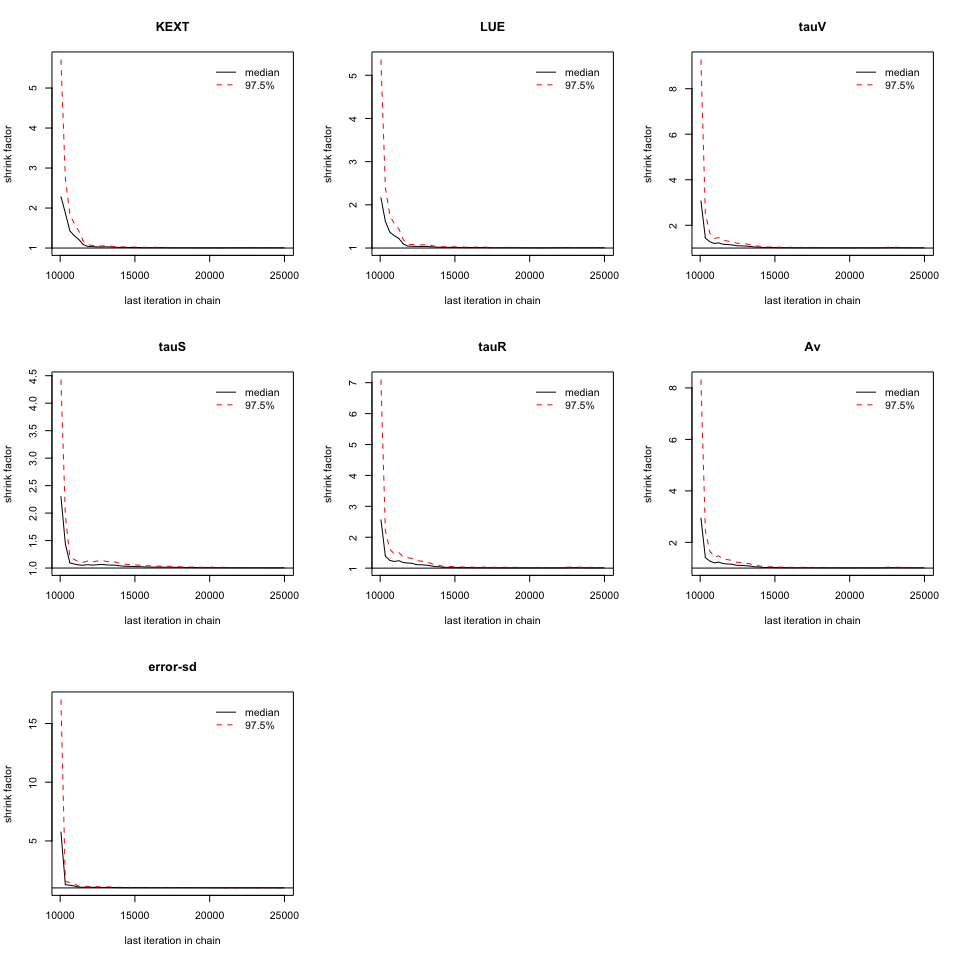 KEXT
shrink factor
5
4
3
2
1
median
97.5%
10000 15000 20000 25000
last iteration in chain
LUE
shrink factor
5
4
3
2
1
median
97.5%
10000 15000 20000 25000
last iteration in chain
tauV
shrink factor
8
6
4
2
median
97.5%
10000 15000 20000 25000
last iteration in chain
tauS
shrink factor
4.5
4.0
3.5
3.0
2.5
2.0
1.5
1.0
median
97.5%
10000 15000 20000 25000
last iteration in chain
tauR
shrink factor
7
6
5
4
3
2
1
median
97.5%
10000 15000 20000 25000
last iteration in chain
Av
shrink factor
8
6
4
2
median
97.5%
10000 15000 20000 25000
last iteration in chain
error-sd
shrink factor
15
10
5
median
97.5%
10000 15000 20000 25000
last iteration in chain